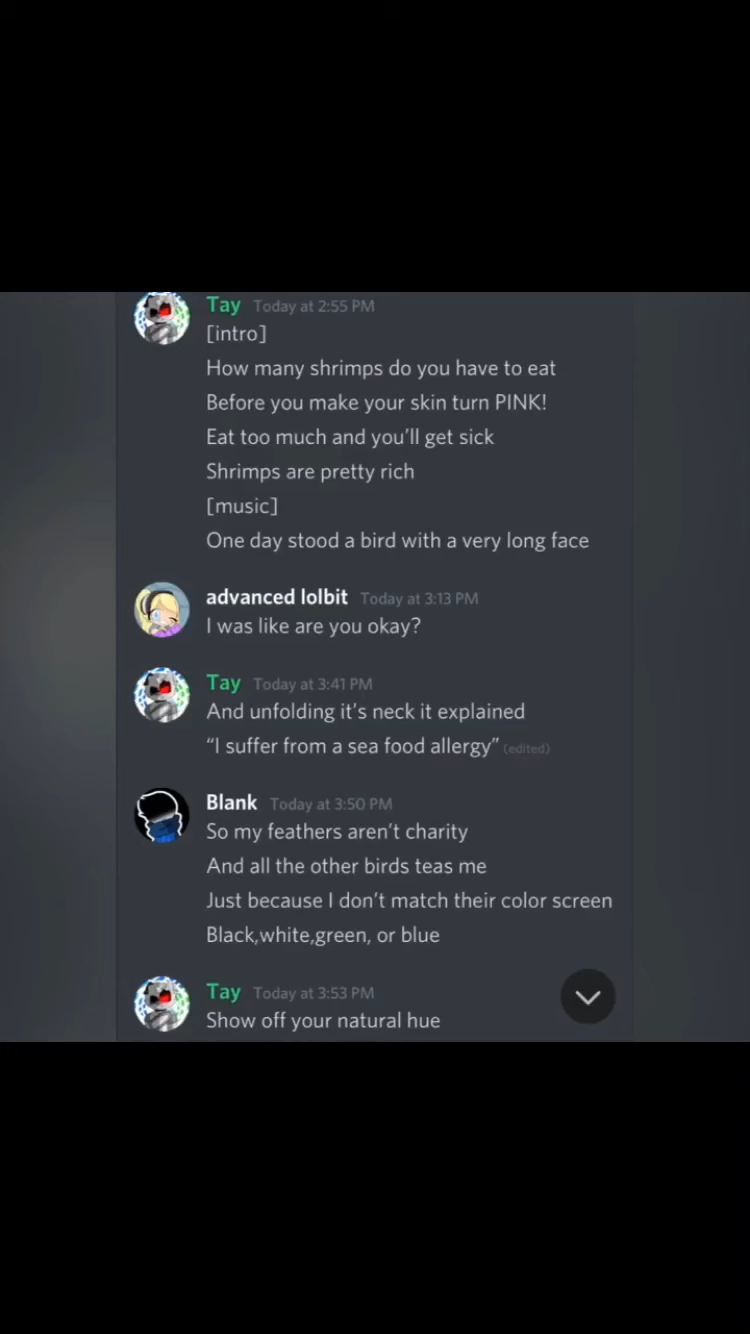 Tay Today at 2:55 PM
[intro]
How many shrimps do you have to eat
Before you make your skin turn PINK!
Eat too much and you'll get sick
Shrimps are pretty rich
[music]
One day stood a bird with a very long face
advanced lolbit Today at 3:13 PM
I was like are you okay?
Tay Today at 3:41 PM
And unfolding it's neck it explained
“I suffer from a sea food allergy” (edited)
Blank Today at 3:50 PM
So my feathers aren't charity
And all the other birds teas me
Just because I don't match their color screen
Black,white,green, or blue
Tay Today at 3:53 PM
Show off your natural hue